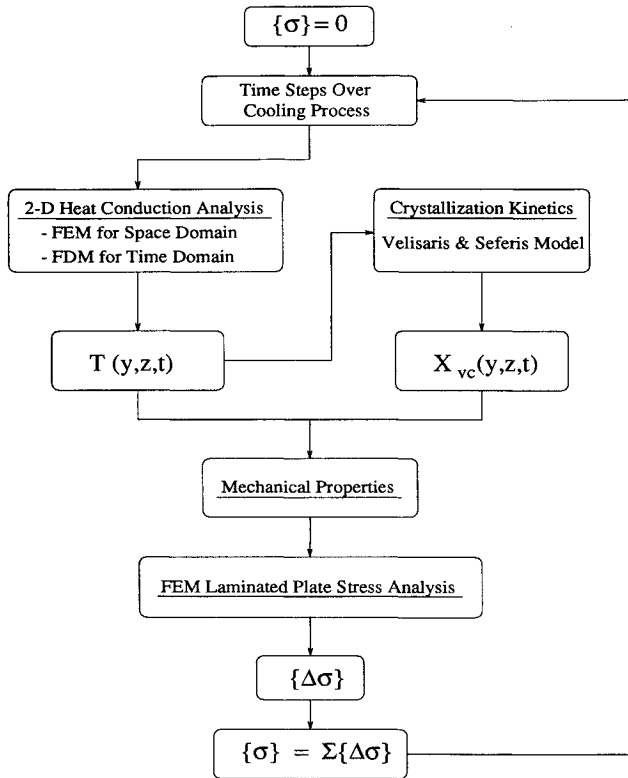 {σ} = 0
Time Steps Over
Cooling Process
2-D Heat Conduction Analysis
- FEM for Space Domain
- FDM for Time Domain
Crystallization Kinetics
Velisaris & Seferis Model
T (y,z,t)
X vc (y,z,t)
Mechanical Properties
FEM Laminated Plate Stress Analysis
{Δσ}
{σ} = Σ{Δσ}